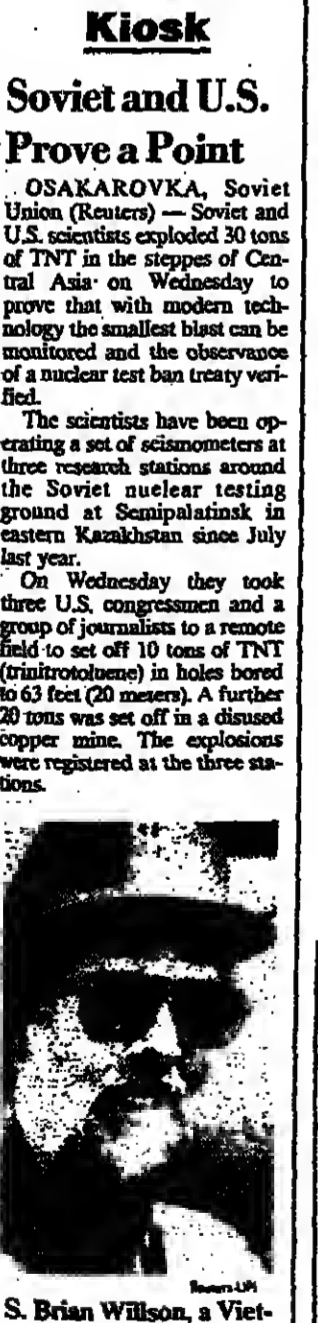 Kiosk
Soviet and U.S.
Prove a Point
OSAKAROVKA, Soviet
Union (Reuters) — Soviet and
U.S. scientists exploded 30 tons
of TNT in the steppes of Cen-
tral Asia on Wednesday to
prove that with modern tech-
nology the smallest blast can be
monitored and the observance
of a nuclear test ban treaty veri-
fied.
The scientists have been op-
erating a set of seismometers at
three research stations around
the Soviet nuclear testing
ground at Semipalatinsk in
eastern Kazakhstan since July
last year.
On Wednesday they took
three U.S. congressmen and a
group of journalists to a remote
field to set off 10 tons of TNT
(trinitrotoluene) in holes bored
to 63 feet (20 meters). A further
20 tons was set off in a disused
copper mine. The explosions
were registered at the three sta-
tions.
Reuters-UPI
S. Brian Willson, a Viet-